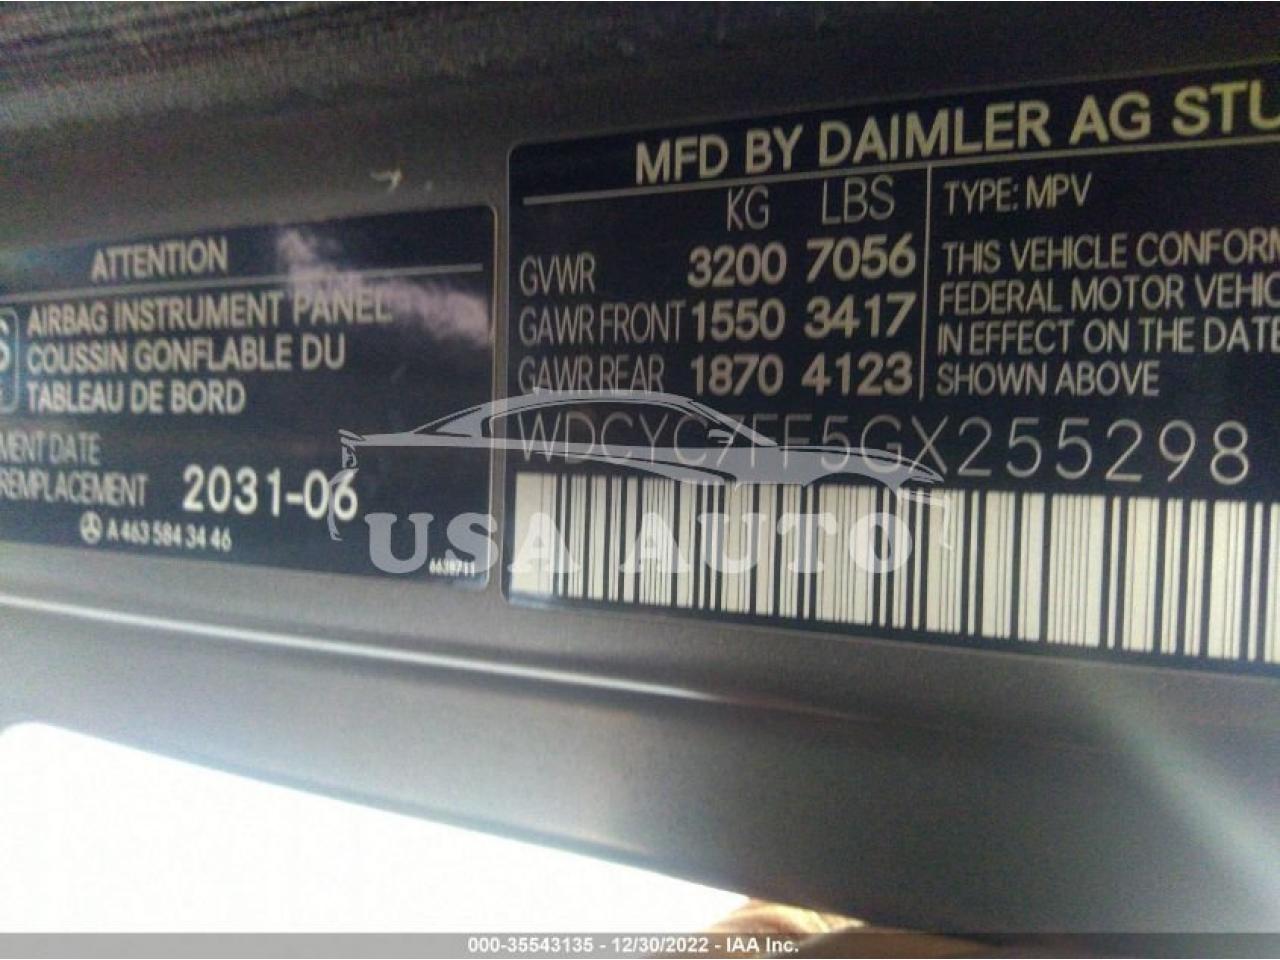 ATTENTION
AIRBAG INSTRUMENT PANEL
COUSSIN GONFLABLE DU
TABLEAU DE BORD
MENT DATE
REMPLACEMENT 2031-06
A 463 584 34 46
6638711
MFD BY DAIMLER AG STU
KG LBS
GVWR 3200 7056
GAWR FRONT 1550 3417
GAWR REAR 1870 4123
TYPE: MPV
THIS VEHICLE CONFORM
FEDERAL MOTOR VEHIC
IN EFFECT ON THE DATE
SHOWN ABOVE
WDCYC7FF5GX255298
USA AUTO
000-35543135 - 12/30/2022 - IAA Inc.